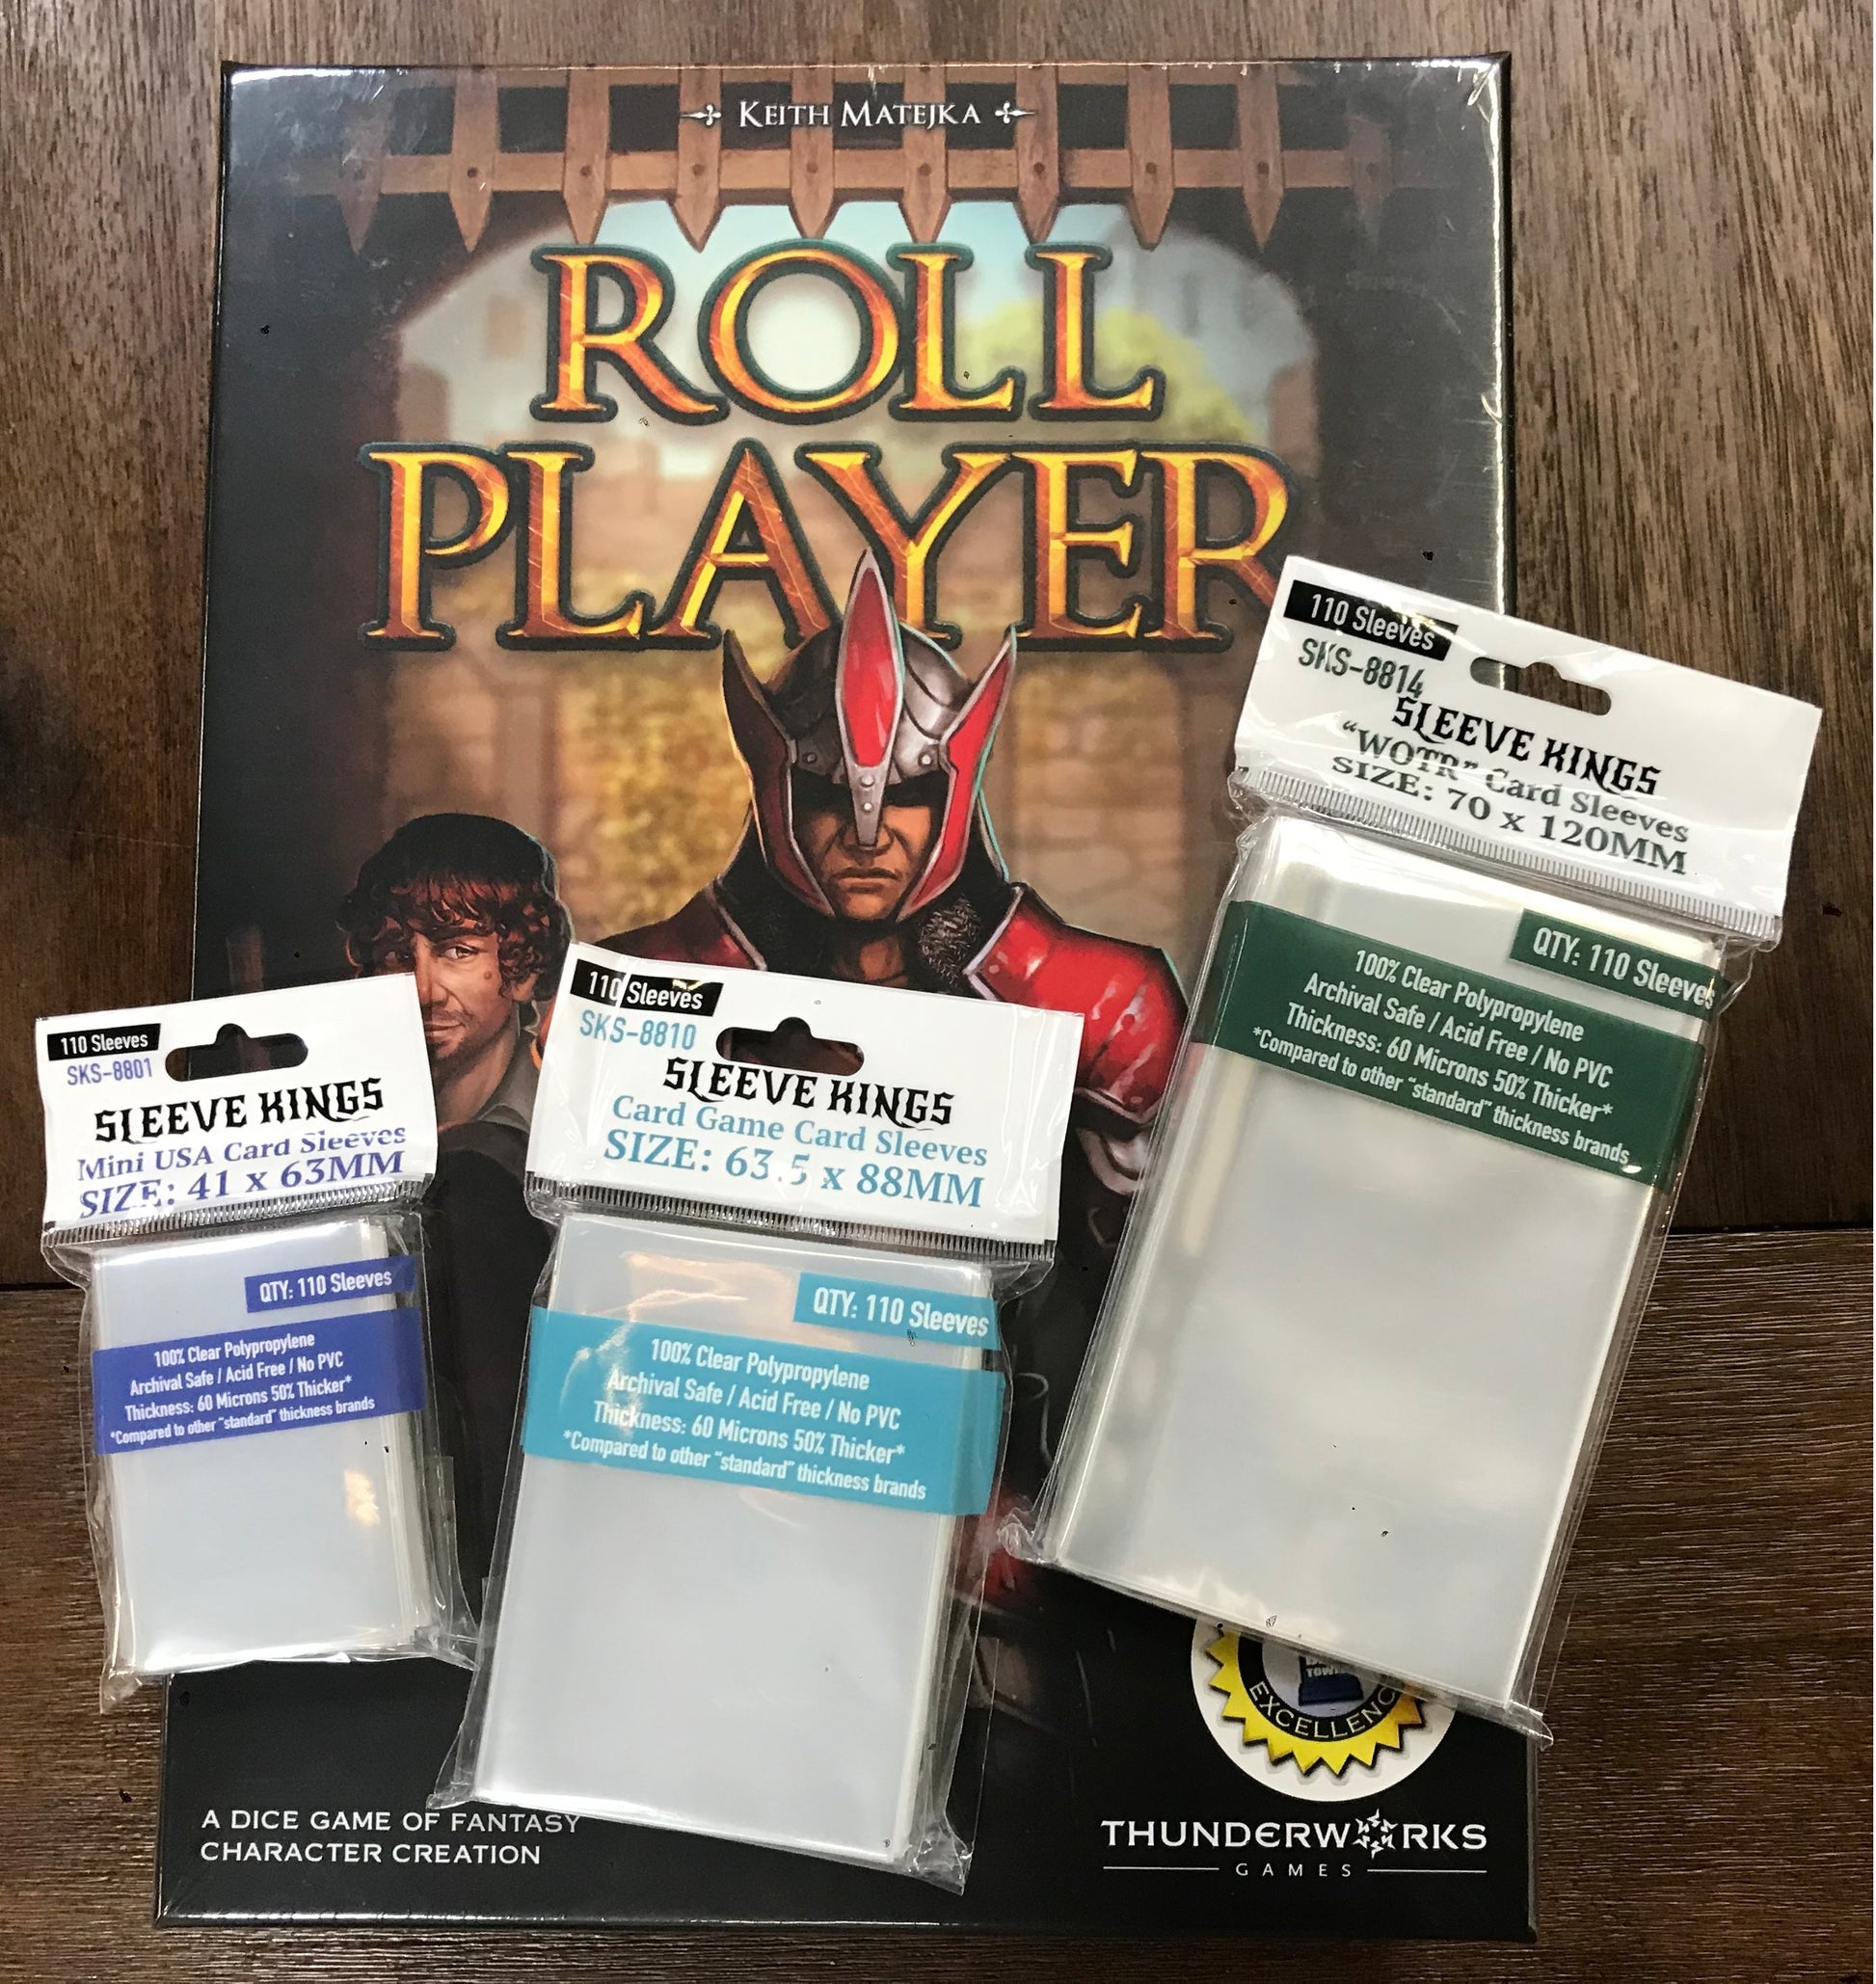 KEITH MATEJKA
ROLL
PLAYER
110 Sleeves
SKS-8814
SLEEVE KINGS
"WOTR" Card Sleeves
SIZE: 70 x 120MM
QTY: 110 Sleeves
100% Clear Polypropylene
Archival Safe / Acid Free / No PVC
Thickness: 60 Microns 50% Thicker*
*Compared to other "standard" thickness brands
110 Sleeves
SKS-8810
SLEEVE KINGS
Card Game Card Sleeves
SIZE: 63.5 x 88MM
QTY: 110 Sleeves
100% Clear Polypropylene
Archival Safe / Acid Free / No PVC
Thickness: 60 Microns 50% Thicker*
*Compared to other "standard" thickness brands
110 Sleeves
SKS-8801
SLEEVE KINGS
Mini USA Card Sleeves
SIZE: 41 x 63MM
QTY: 110 Sleeves
100% Clear Polypropylene
Archival Safe / Acid Free / No PVC
Thickness: 60 Microns 50% Thicker*
*Compared to other "standard" thickness brands
A DICE GAME OF FANTASY
CHARACTER CREATION
THUNDERWORKS
GAMES